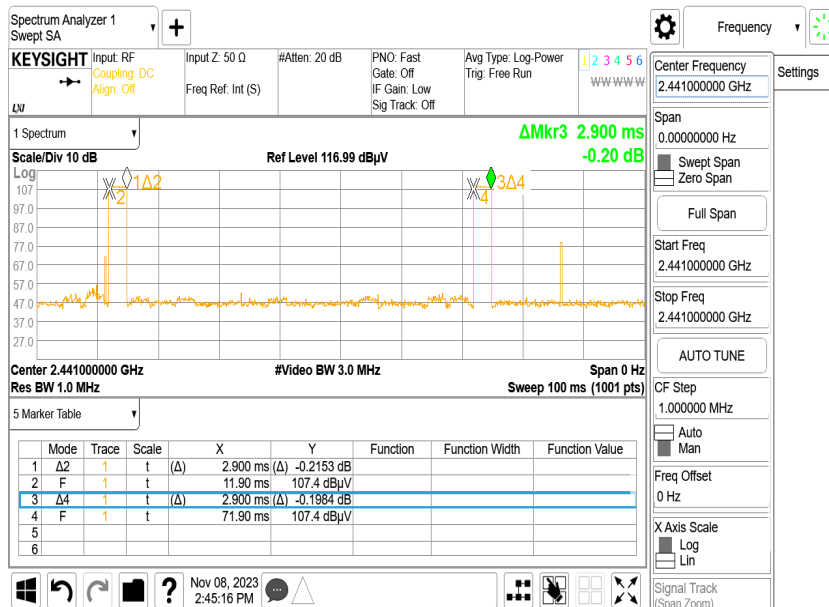 Spectrum Analyzer 1
Swept SA
+
Frequency
KEYSIGHT
Input: RF
Coupling: DC
Align: Off
Input Z: 50 Ω
Freq Ref: Int (S)
#Atten: 20 dB
PNO: Fast
Gate: Off
IF Gain: Low
Sig Track: Off
Avg Type: Log-Power
Trig: Free Run
1 2 3 4 5 6
W W W W W
LXI
1 Spectrum
ΔMkr3 2.900 ms
-0.20 dB
Scale/Div 10 dB
Ref Level 116.99 dBµV
Log
107
97.0
87.0
77.0
67.0
57.0
47.0
37.0
27.0
1Δ2
2
3Δ4
4
Center 2.441000000 GHz
#Video BW 3.0 MHz
Span 0 Hz
Res BW 1.0 MHz
Sweep 100 ms (1001 pts)
5 Marker Table
Mode Trace Scale X Y Function Function Width Function Value
1 Δ2 1 t (Δ) 2.900 ms (Δ) -0.2153 dB
2 F 1 t 11.90 ms 107.4 dBµV
3 Δ4 1 t (Δ) 2.900 ms (Δ) -0.1984 dB
4 F 1 t 71.90 ms 107.4 dBµV
5
6
Nov 08, 2023
2:45:16 PM
Center Frequency
2.441000000 GHz
Settings
Span
0.00000000 Hz
Swept Span
Zero Span
Full Span
Start Freq
2.441000000 GHz
Stop Freq
2.441000000 GHz
AUTO TUNE
CF Step
1.000000 MHz
Auto
Man
Freq Offset
0 Hz
X Axis Scale
Log
Lin
Signal Track
(Span Zoom)